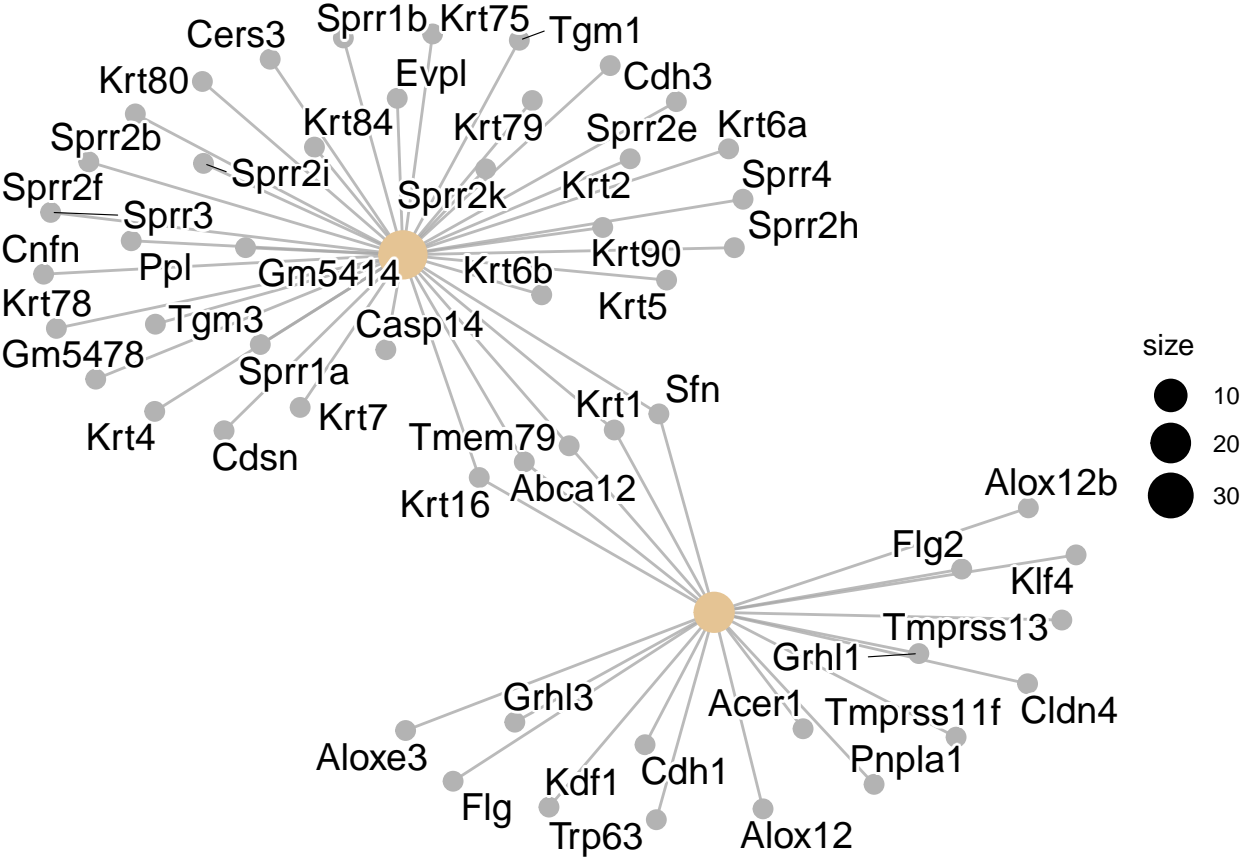 Sprr1b
Krt75
Tgm1
Cers3
Krt80
Evpl
Cdh3
Krt84
Krt79
Sprr2e
Krt6a
Sprr2b
Sprr2i
Sprr2k
Krt2
Sprr4
Sprr2f
Sprr3
Sprr2h
Cnfn
Ppl
Gm5414
Krt6b
Krt90
Krt78
Krt5
Tgm3
Casp14
Gm5478
Sprr1a
Krt7
Krt4
Cdsn
Sfn
Krt1
Tmem79
Abca12
Krt16
size
10
20
30
Alox12b
Flg2
Klf4
Tmprss13
Grhl1
Cldn4
Grhl3
Acer1
Tmprss11f
Aloxe3
Pnpla1
Cdh1
Kdf1
Flg
Trp63
Alox12